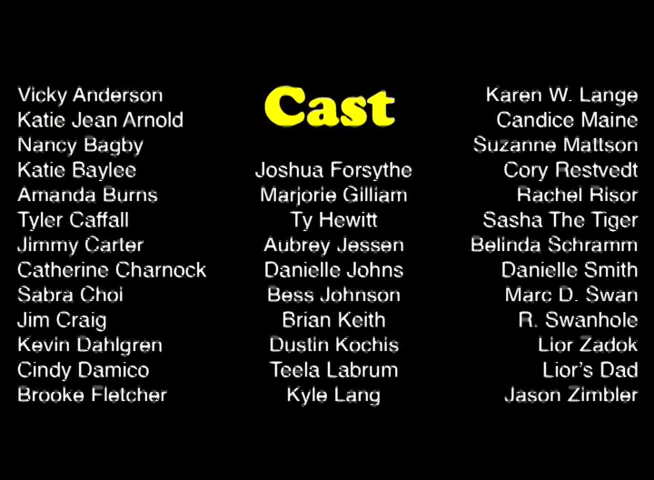 Vicky Anderson
Katie Jean Arnold
Nancy Bagby
Katie Baylee
Amanda Burns
Tyler Caffall
Jimmy Carter
Catherine Charnock
Sabra Choi
Jim Craig
Kevin Dahlgren
Cindy Damico
Brooke Fletcher
Cast
Joshua Forsythe
Marjorie Gilliam
Ty Hewitt
Aubrey Jessen
Danielle Johns
Bess Johnson
Brian Keith
Dustin Kochis
Teela Labrum
Kyle Lang
Karen W. Lange
Candice Maine
Suzanne Mattson
Cory Restvedt
Rachel Risor
Sasha The Tiger
Belinda Schramm
Danielle Smith
Marc D. Swan
R. Swanhole
Lior Zadok
Lior's Dad
Jason Zimbler